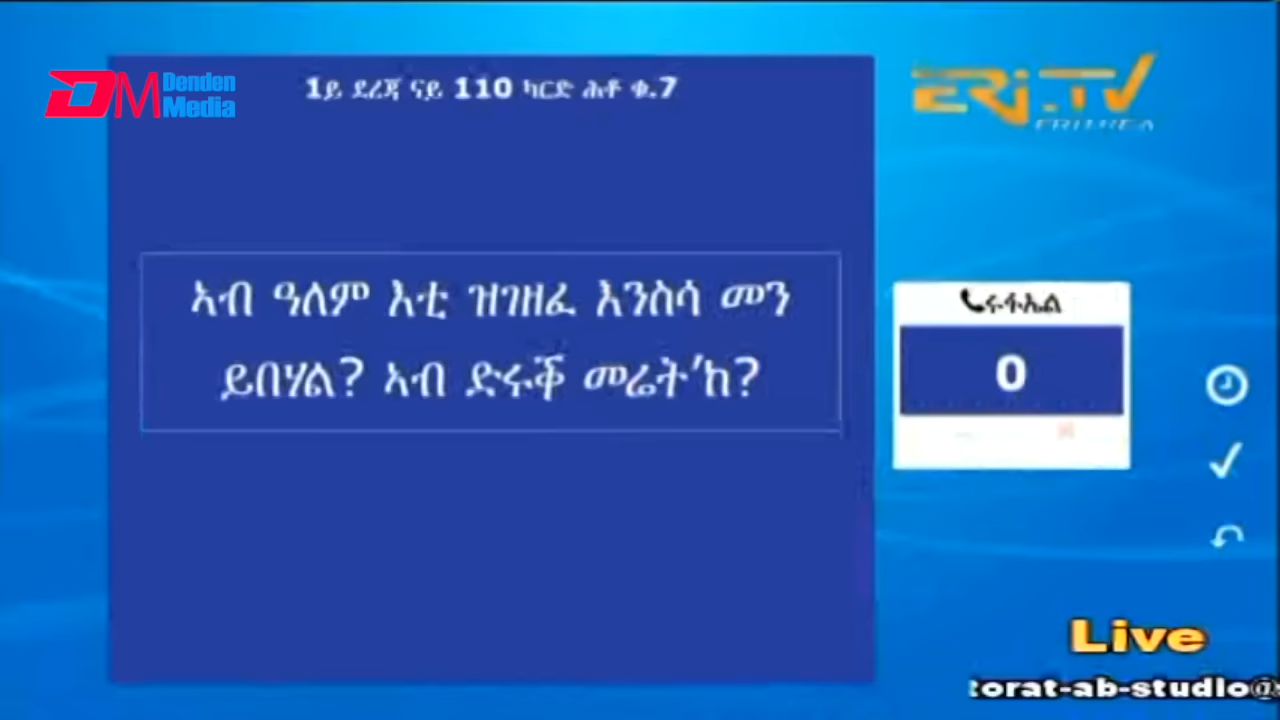 Denden
Media
1ይ ደረጃ ናይ 110 ካርድ ሕቶ ቁ.7
ERi-TV
ERITREA
ኣብ ዓለም እቲ ዝገዘፈ እንስሳ መን
ይበሃል? ኣብ ድሩቕ መሬት'ከ?
ሩፋኤል
0
Live
torat-ab-studio@